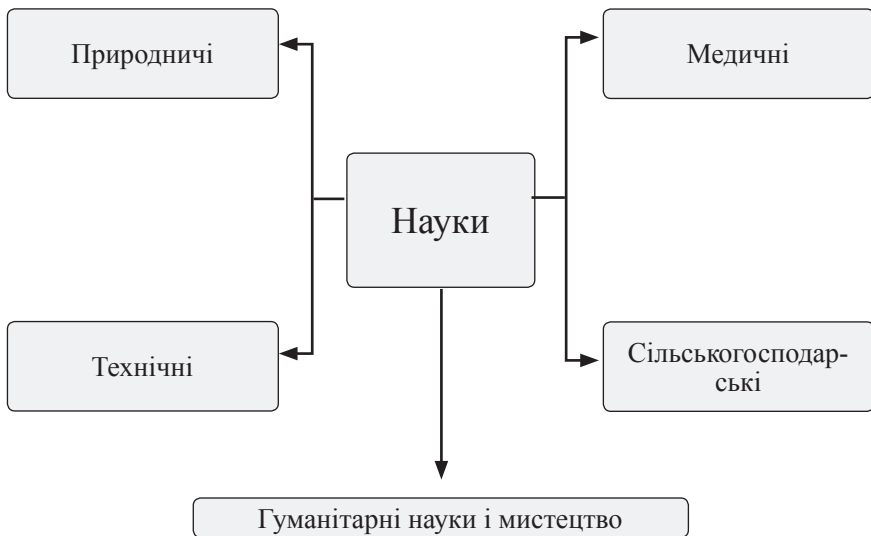 Природничі
Медичні
Науки
Технічні
Сільськогосподар-
ські
Гуманітарні науки і мистецтво